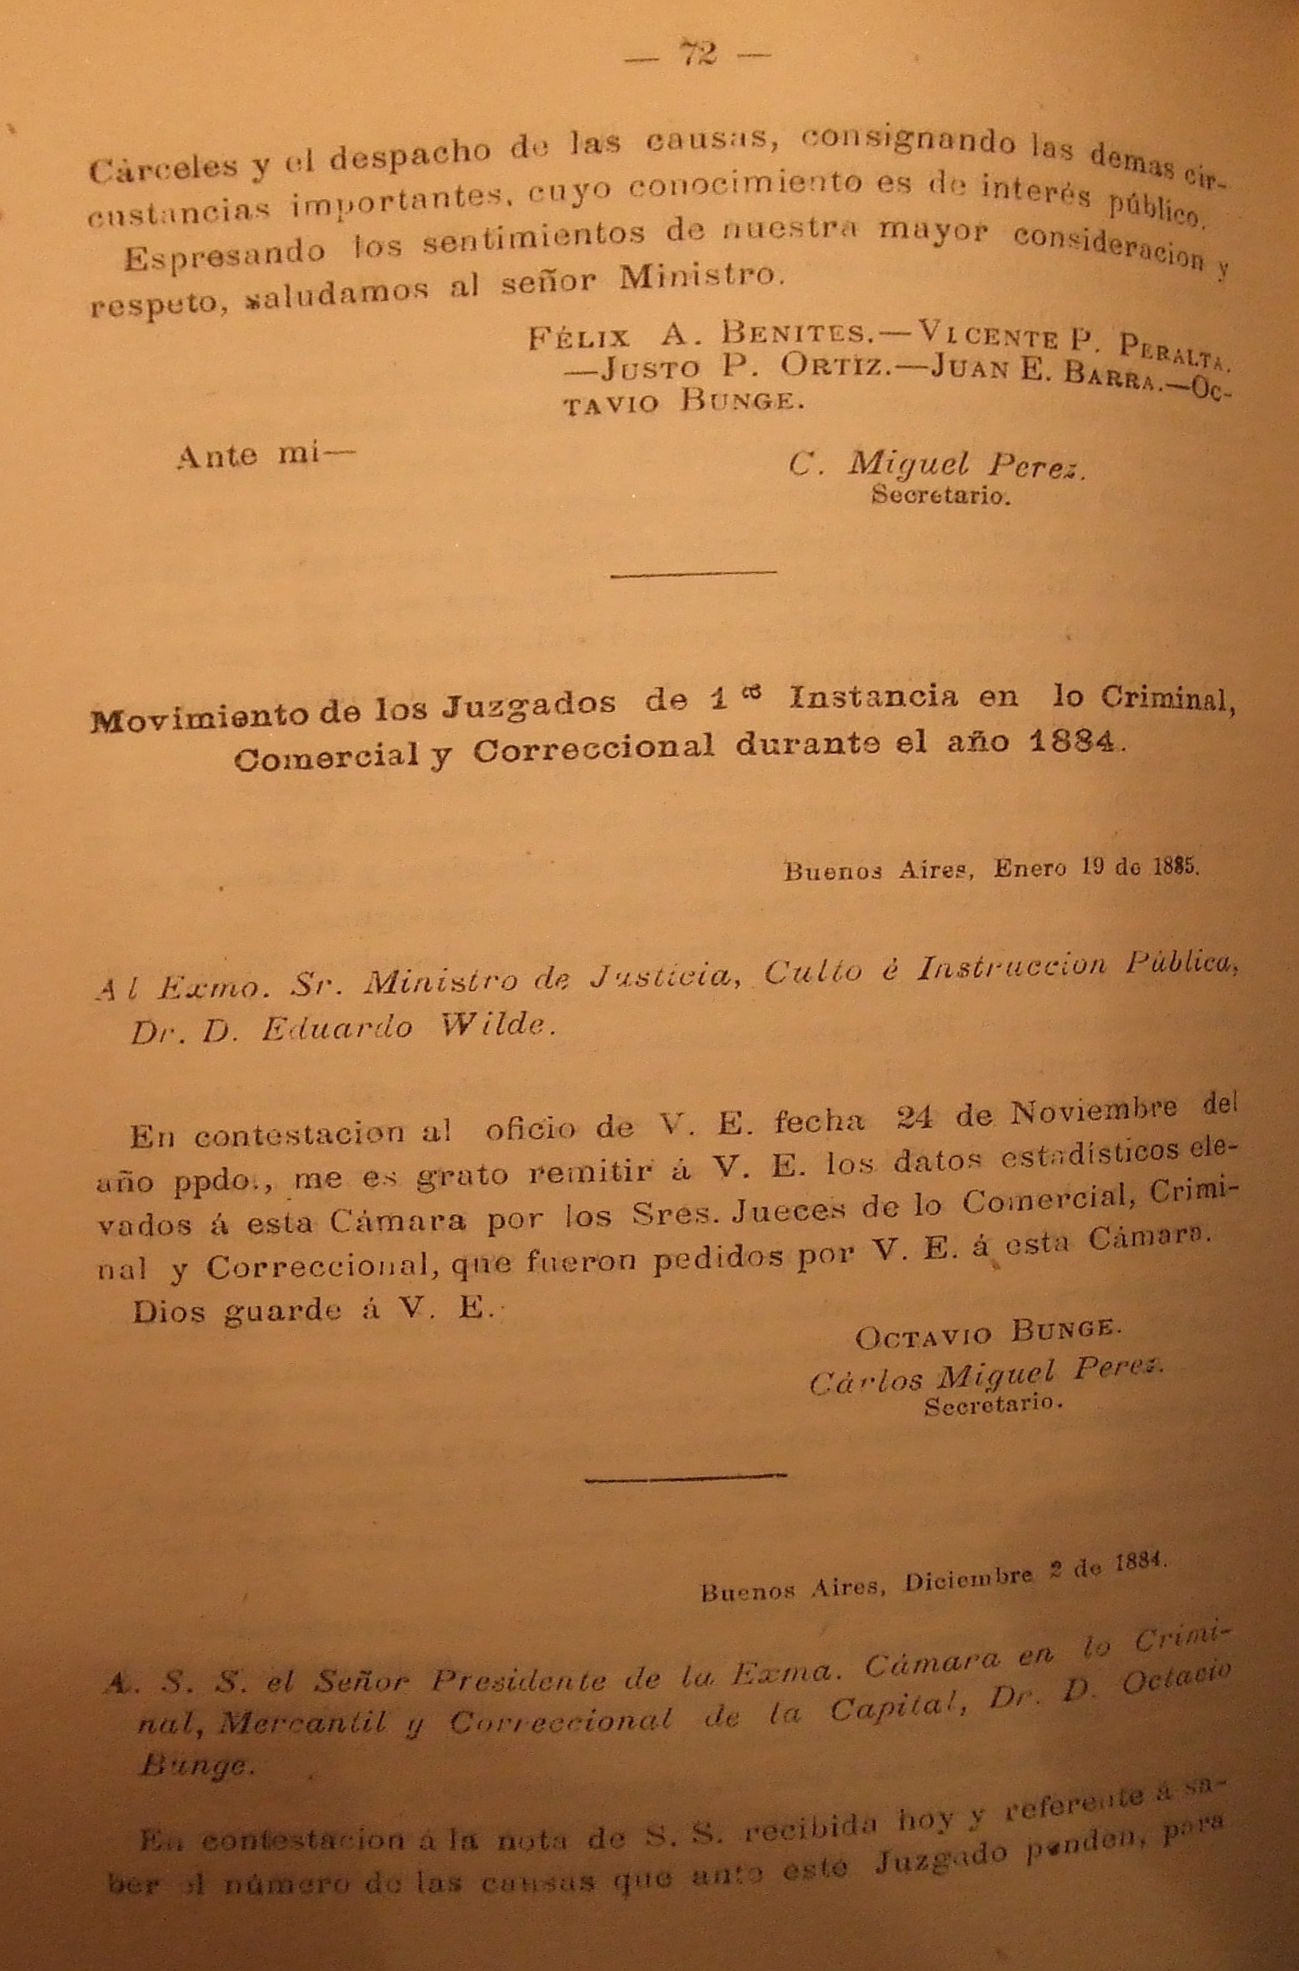 — 72 —
Cárceles y el despacho de las causas, consignando las demas cir-
custancias importantes, cuyo conocimiento es de interés público.
Espresando los sentimientos de nuestra mayor consideracion y
respeto, saludamos al señor Ministro.
FÉLIX A. BENITES.—VICENTE P. PERALTA.
—JUSTO P. ORTIZ.—JUAN E. BARRA.—OC-
TAVIO BUNGE.
Ante mi—
C. Miguel Perez.
Secretario.
Movimiento de los Juzgados de 1ª Instancia en lo Criminal,
Comercial y Correccional durante el año 1884.
Buenos Aires, Enero 19 de 1885.
Al Exmo. Sr. Ministro de Justicia, Culto é Instruccion Pública,
Dr. D. Eduardo Wilde.
En contestacion al oficio de V. E. fecha 24 de Noviembre del
año ppdo., me es grato remitir á V. E. los datos estadísticos ele-
vados á esta Cámara por los Sres. Jueces de lo Comercial, Crimi-
nal y Correccional, que fueron pedidos por V. E. á esta Cámara.
Dios guarde á V. E.
OCTAVIO BUNGE.
Cárlos Miguel Perez.
Secretario.
Buenos Aires, Diciembre 2 de 1884.
A. S. S. el Señor Presidente de la Exma. Cámara en lo Crimi-
nal, Mercantil y Correccional de la Capital, Dr. D. Octavio
Bunge.
En contestacion á la nota de S. S. recibida hoy y referente á sa-
ber el número de las causas que ante este Juzgado penden, para